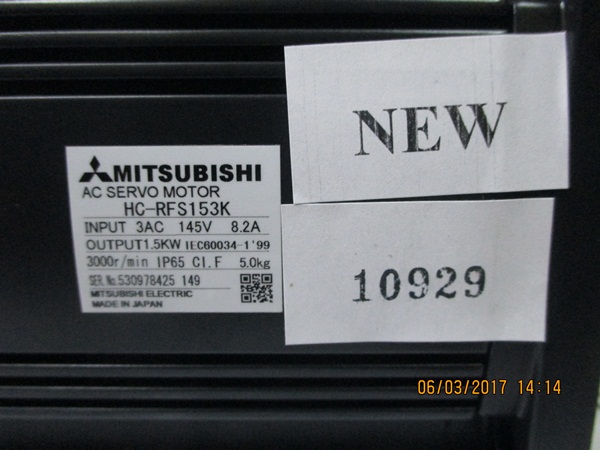 MITSUBISHI
AC SERVO MOTOR
HC-RFS153K
INPUT 3AC 145V 8.2A
OUTPUT1.5KW IEC60034-1'99
3000r/min IP65 CI.F 5.0kg
SER.No.530978425 149
MITSUBISHI ELECTRIC
MADE IN JAPAN
NEW
10929
06/03/2017 14:14